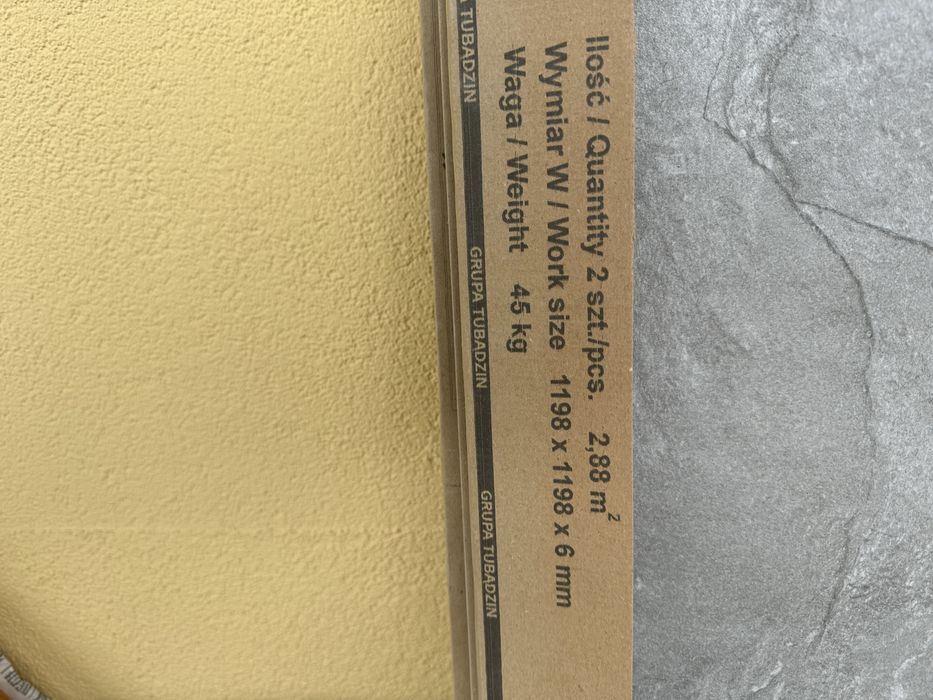 Ilość / Quantity 2 szt./pcs. 2,88 m²
Wymiar W / Work size 1198 x 1198 x 6 mm
Waga / Weight 45 kg
A TUBADZIN GRUPA TUBADZIN GRUPA TUBADZIN